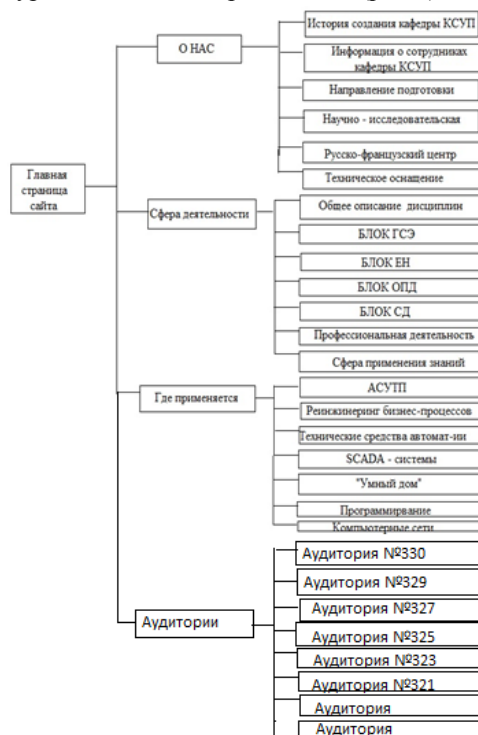 Главная
страница
сайта
О НАС
История создания кафедры КСУП
Информация о сотрудниках
кафедры КСУП
Направление подготовки
Научно - исследовательская
Русско-французский центр
Техническое оснащение
Сфера деятельности
Общее описание дисциплин
БЛОК ГСЭ
БЛОК ЕН
БЛОК ОПД
БЛОК СД
Профессиональная деятельность
Сфера применения знаний
Где применяется
АСУТП
Реинжинеринг бизнес-процессов
Технические средства автомат-ии
SCADA - системы
"Умный дом"
Программирвание
Компьютерные сети
Аудитории
Аудитория №330
Аудитория №329
Аудитория №327
Аудитория №325
Аудитория №323
Аудитория №321
Аудитория
Аудитория